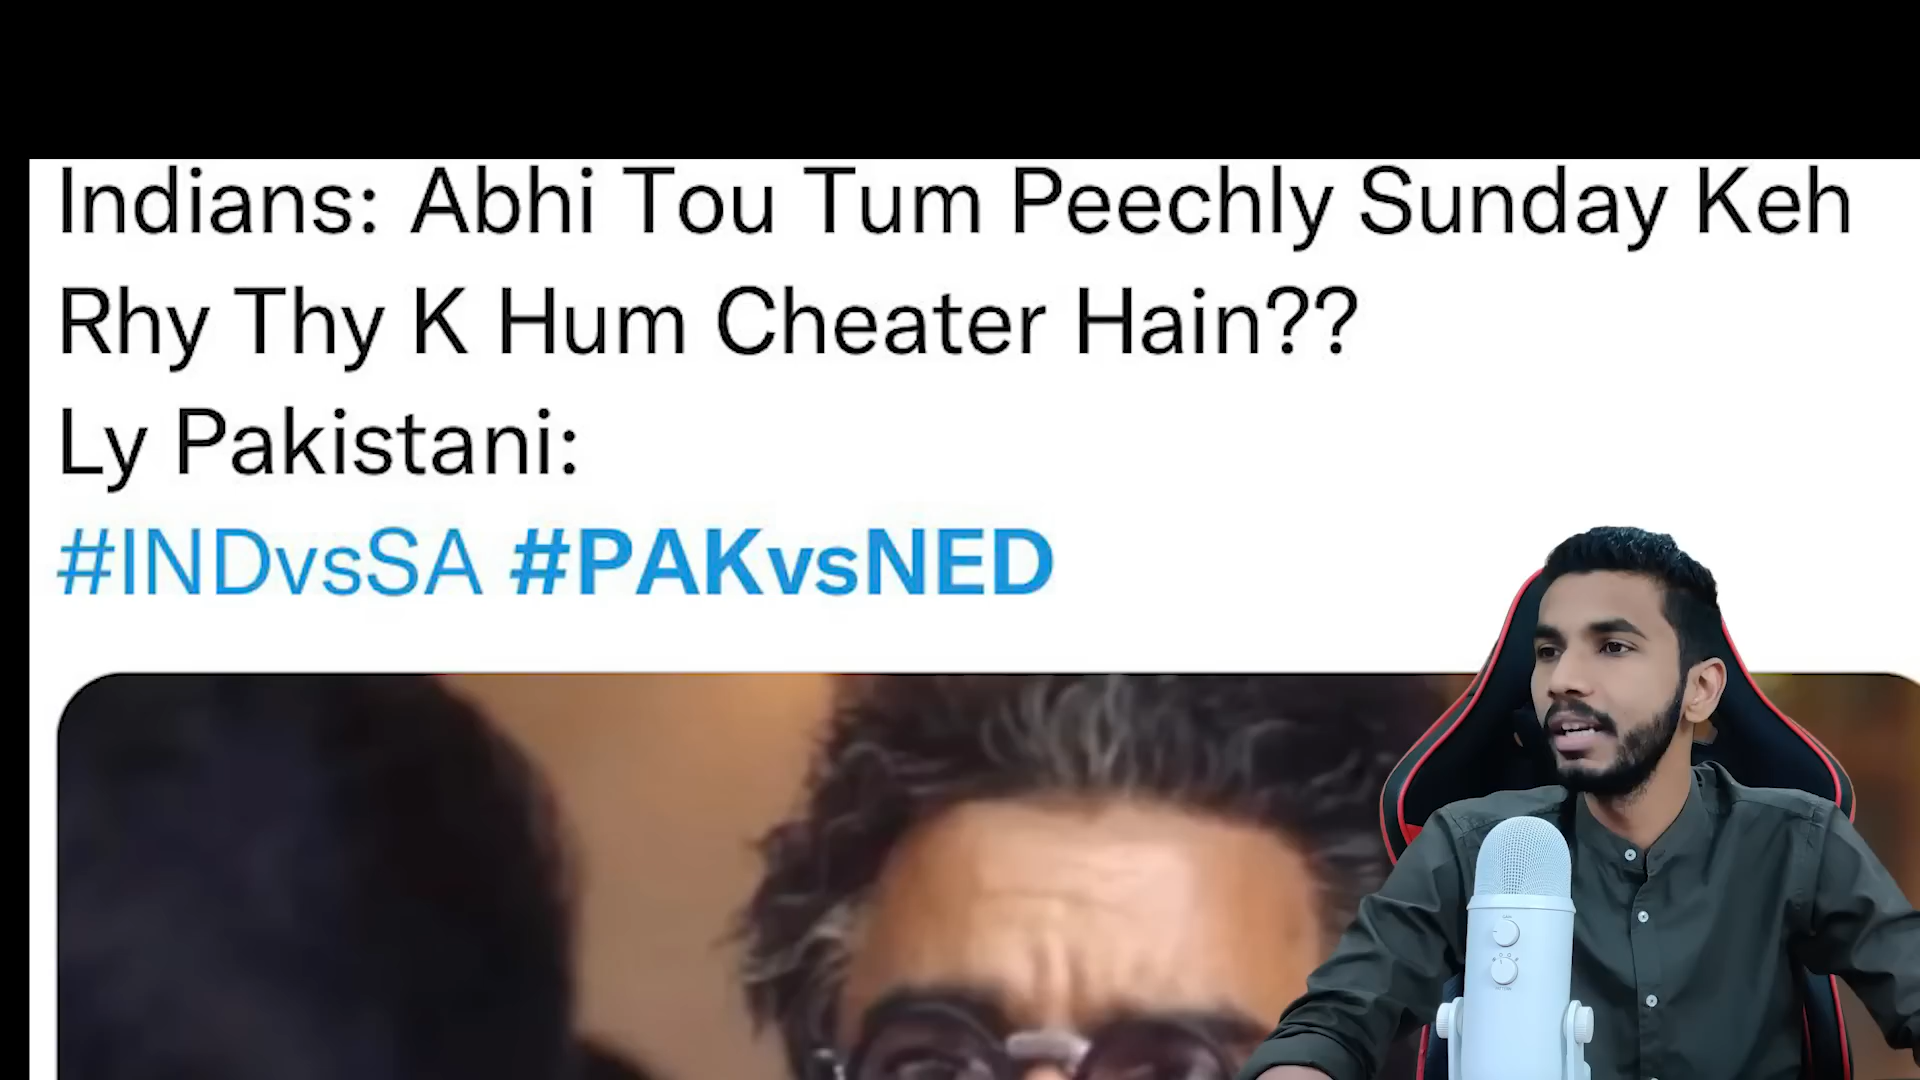 Indians: Abhi Tou Tum Peechly Sunday Keh
Rhy Thy K Hum Cheater Hain??
Ly Pakistani:
#INDvsSA #PAKvsNED